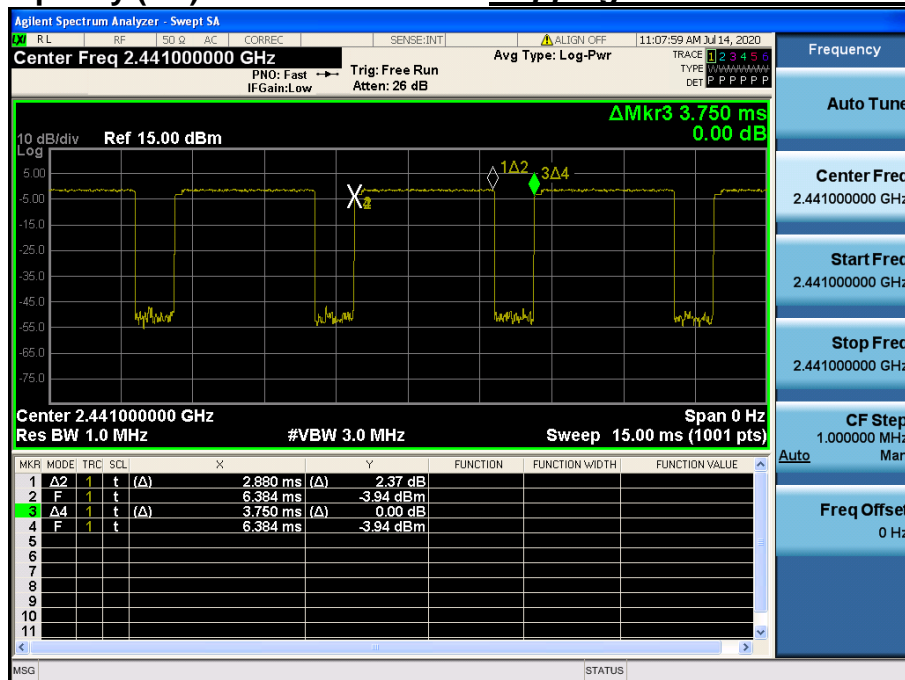 Agilent Spectrum Analyzer - Swept SA
LXI RL RF 50 Ω AC CORREC SENSE:INT ALIGN OFF 11:07:59 AM Jul 14, 2020
Center Freq 2.441000000 GHz
PNO: Fast
IFGain:Low
Trig: Free Run
Atten: 26 dB
Avg Type: Log-Pwr
TRACE 1 2 3 4 5 6
TYPE WWWWWW
DET P P P P P P
ΔMkr3 3.750 ms
0.00 dB
10 dB/div Ref 15.00 dBm
Log
5.00
-5.00
-15.0
-25.0
-35.0
-45.0
-55.0
-65.0
-75.0
1Δ2
3Δ4
Center 2.441000000 GHz Span 0 Hz
Res BW 1.0 MHz #VBW 3.0 MHz Sweep 15.00 ms (1001 pts)
MKR MODE TRC SCL X Y FUNCTION FUNCTION WIDTH FUNCTION VALUE
1 Δ2 1 t (Δ) 2.880 ms (Δ) 2.37 dB
2 F 1 t 6.384 ms -3.94 dBm
3 Δ4 1 t (Δ) 3.750 ms (Δ) 0.00 dB
4 F 1 t 6.384 ms -3.94 dBm
5
6
7
8
9
10
11
MSG STATUS
Frequency
Auto Tune
Center Freq
2.441000000 GHz
Start Freq
2.441000000 GHz
Stop Freq
2.441000000 GHz
CF Step
1.000000 MHz
Auto Man
Freq Offset
0 Hz